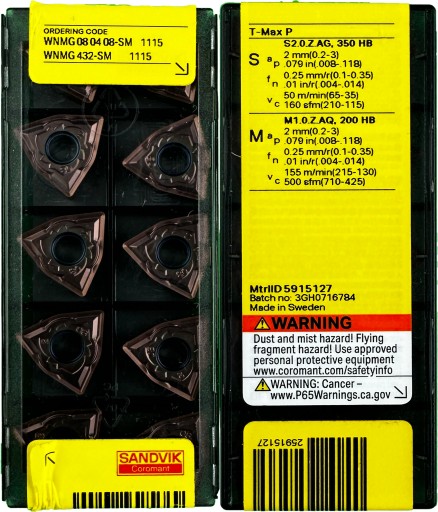 ORDERING CODE
WNMG 08 04 08-SM 1115
WNMG 432-SM 1115
SANDVIK
Coromant
T-Max P
S2.0.Z.AG, 350 HB
S ap 2 mm(0.2-3)
.079 in(.008-.118)
fn 0.25 mm/r(0.1-0.35)
.01 in/r(.004-.014)
vc 50 m/min(65-35)
160 sfm(210-115)
M1.0.Z.AQ, 200 HB
M ap 2 mm(0.2-3)
.079 in(.008-.118)
fn 0.25 mm/r(0.1-0.35)
.01 in/r(.004-.014)
vc 155 m/min(215-130)
500 sfm(710-425)
MtrlID 5915127
Batch no: 3GH0716784
Made in Sweden
WARNING
Dust and mist hazard! Flying
fragment hazard! Use approved
personal protective equipment
www.coromant.com/safetyinfo
WARNING: Cancer –
www.P65Warnings.ca.gov
25915127